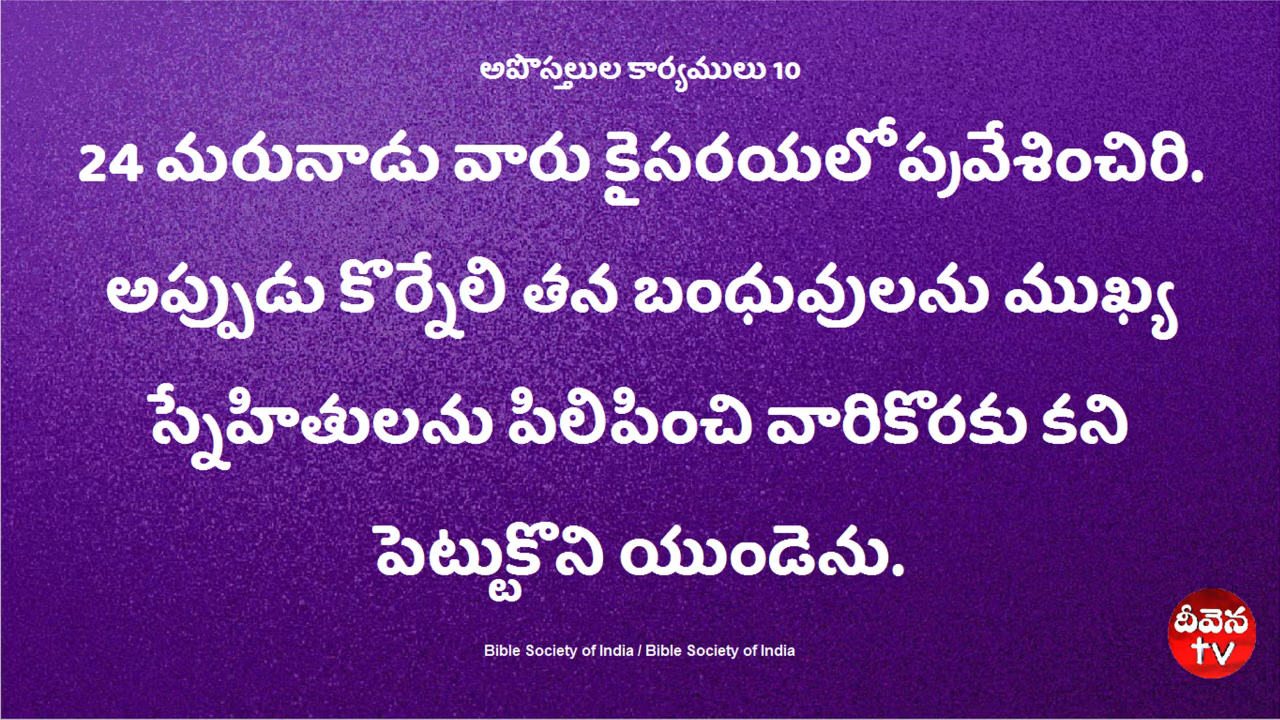 అపొస్తలుల కార్యములు 10
24 మరునాడు వారు కైసరయలో ప్రవేశించిరి.
అప్పుడు కొర్నేలి తన బంధువులను ముఖ్య
స్నేహితులను పిలిపించి వారికొరకు కని
పెట్టుకొని యుండెను.
Bible Society of India / Bible Society of India
దీవెన
tv